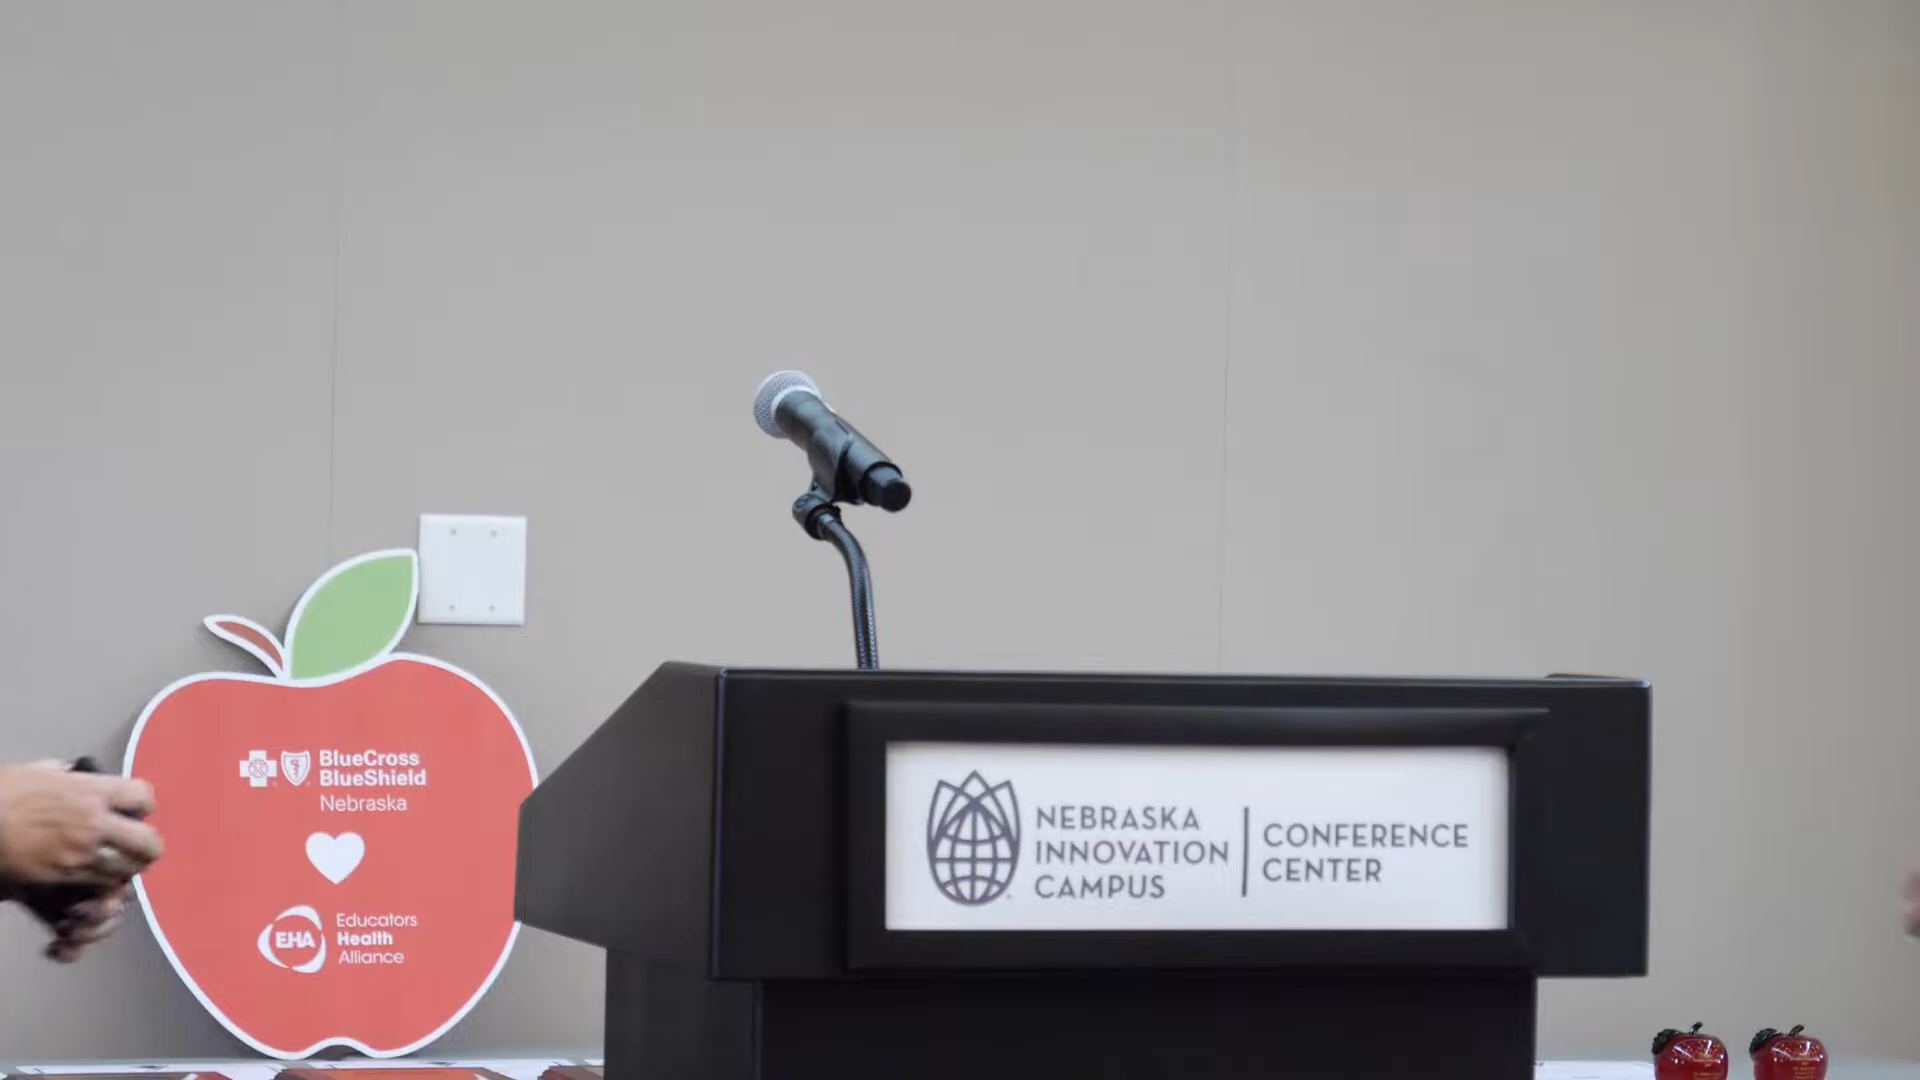 BlueCross
BlueShield
Nebraska
EHA
Educators
Health
Alliance
NEBRASKA
INNOVATION
CAMPUS
CONFERENCE
CENTER